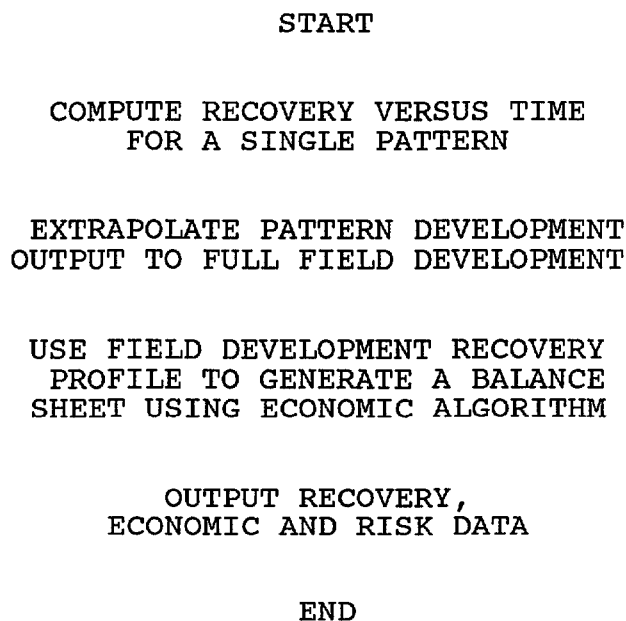 START
COMPUTE RECOVERY VERSUS TIME
FOR A SINGLE PATTERN
EXTRAPOLATE PATTERN DEVELOPMENT
OUTPUT TO FULL FIELD DEVELOPMENT
USE FIELD DEVELOPMENT RECOVERY
PROFILE TO GENERATE A BALANCE
SHEET USING ECONOMIC ALGORITHM
OUTPUT RECOVERY,
ECONOMIC AND RISK DATA
END